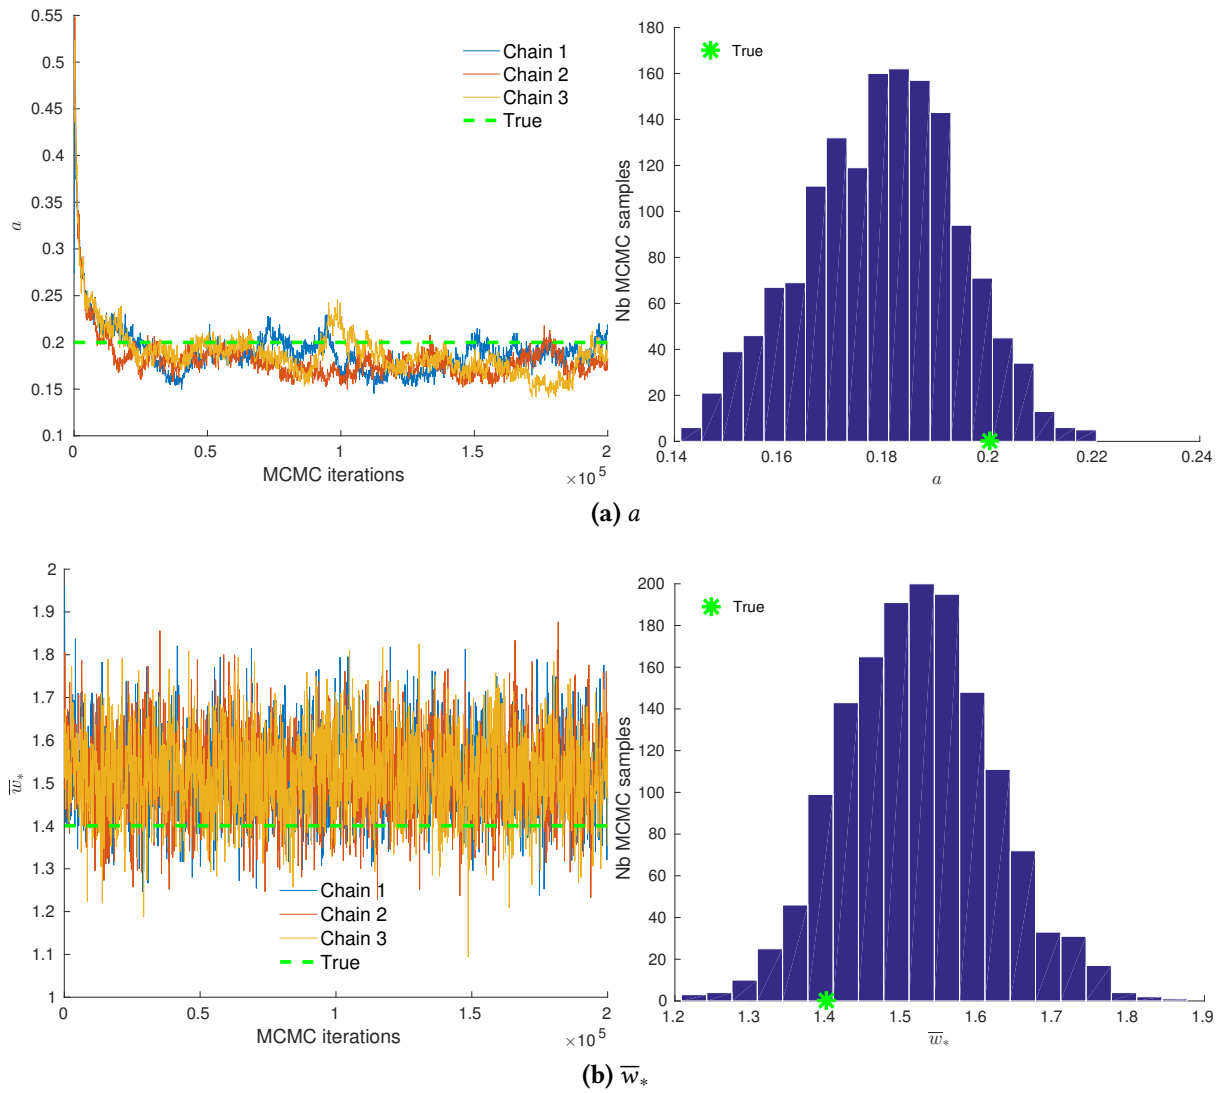 0.55
0.5
0.45
0.4
0.35
0.3
0.25
0.2
0.15
0.1
a
Chain 1
Chain 2
Chain 3
True
0 0.5 1 1.5 2
MCMC iterations
×10^5
180
160
140
120
100
80
60
40
20
0
Nb MCMC samples
True
0.14 0.16 0.18 0.2 0.22 0.24
a
(a) a
2
1.9
1.8
1.7
1.6
1.5
1.4
1.3
1.2
1.1
1
w̅*
Chain 1
Chain 2
Chain 3
True
0 0.5 1 1.5 2
MCMC iterations
×10^5
200
180
160
140
120
100
80
60
40
20
0
Nb MCMC samples
True
1.2 1.3 1.4 1.5 1.6 1.7 1.8 1.9
w̅*
(b) w̅*